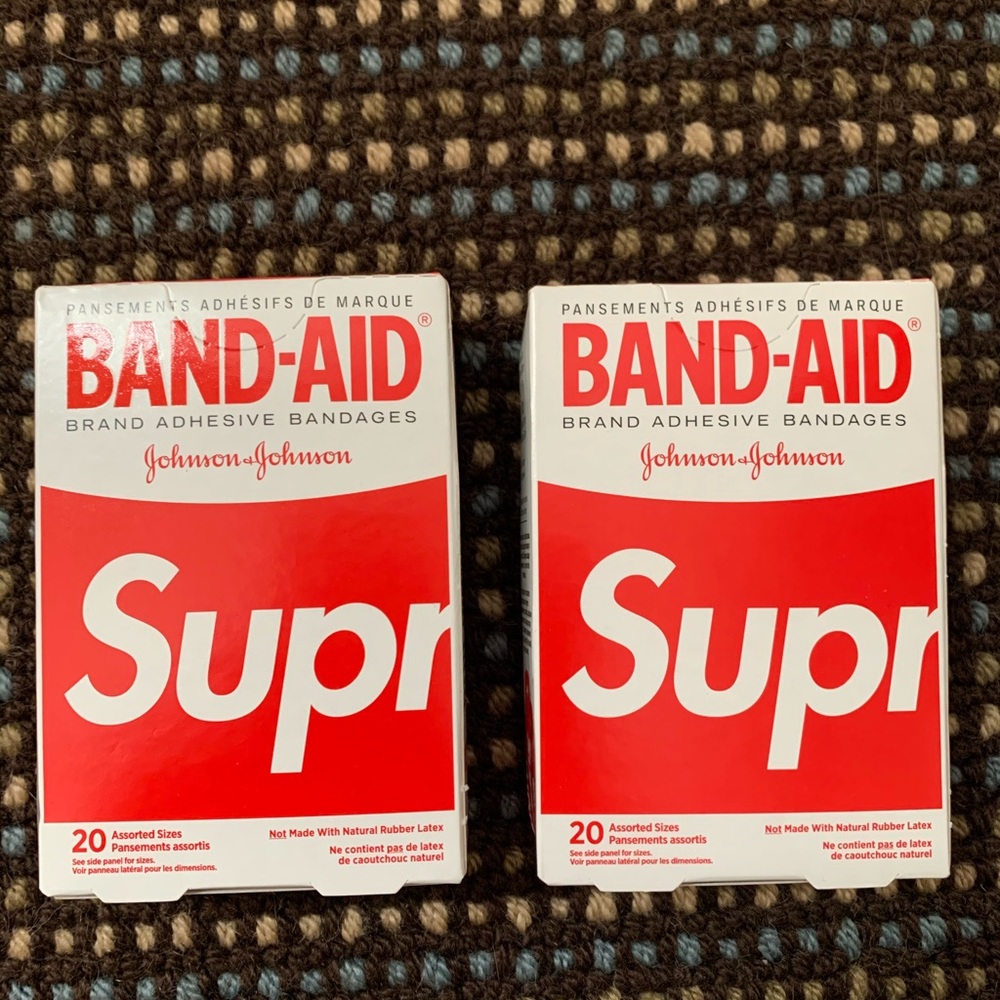 PANSEMENTS ADHÉSIFS DE MARQUE
BAND-AID®
BRAND ADHESIVE BANDAGES
Johnson & Johnson
Supr
20 Assorted Sizes
Pansements assortis
See side panel for sizes.
Voir panneau latéral pour les dimensions.
Not Made With Natural Rubber Latex
Ne contient pas de latex
de caoutchouc naturel
PANSEMENTS ADHÉSIFS DE MARQUE
BAND-AID®
BRAND ADHESIVE BANDAGES
Johnson & Johnson
Supr
20 Assorted Sizes
Pansements assortis
See side panel for sizes.
Voir panneau latéral pour les dimensions.
Not Made With Natural Rubber Latex
Ne contient pas de latex
de caoutchouc naturel